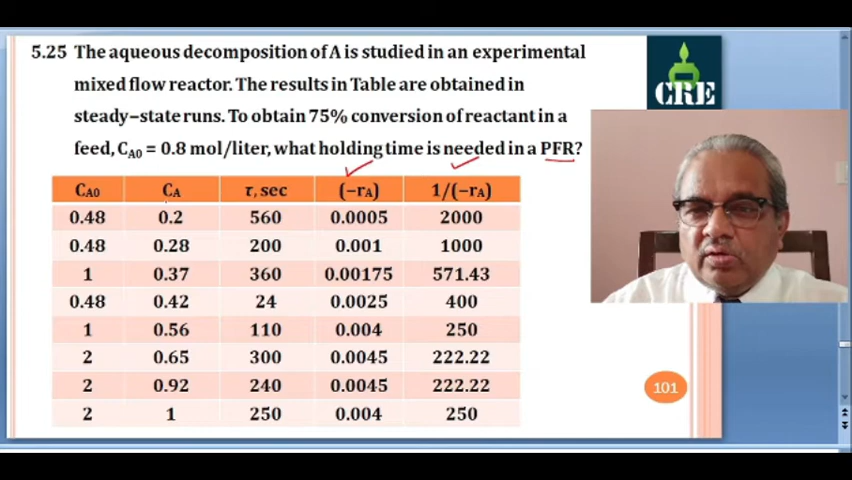 5.25 The aqueous decomposition of A is studied in an experimental
mixed flow reactor. The results in Table are obtained in
steady-state runs. To obtain 75% conversion of reactant in a
feed, CA0 = 0.8 mol/liter, what holding time is needed in a PFR?
CRE
CA0 CA τ, sec (−rA) 1/(−rA)
0.48 0.2 560 0.0005 2000
0.48 0.28 200 0.001 1000
1 0.37 360 0.00175 571.43
0.48 0.42 24 0.0025 400
1 0.56 110 0.004 250
2 0.65 300 0.0045 222.22
2 0.92 240 0.0045 222.22
2 1 250 0.004 250
101